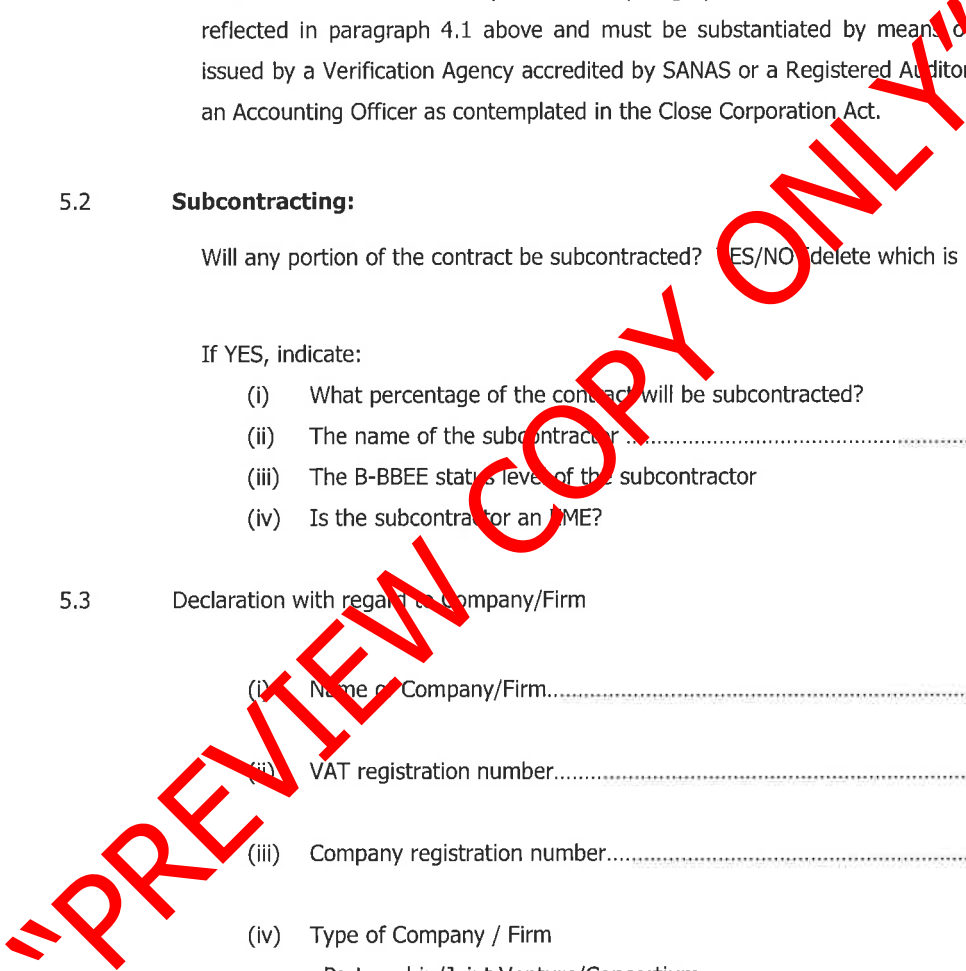 reflected in paragraph 4.1 above and must be substantiated by means
issued by a Verification Agency accredited by SANAS or a Registered Auditor
an Accounting Officer as contemplated in the Close Corporation Act.
5.2 Subcontracting:
Will any portion of the contract be subcontracted? YES/NO (delete which is
If YES, indicate:
(i) What percentage of the contract will be subcontracted?
(ii) The name of the subcontractor ................................................
(iii) The B-BBEE status level of the subcontractor
(iv) Is the subcontractor an EME?
5.3 Declaration with regard to Company/Firm
(i) Name of Company/Firm................................................
(ii) VAT registration number................................................
(iii) Company registration number................................................
(iv) Type of Company / Firm
Partnership/Joint Venture/Consortium
"PREVIEW COPY ONLY"